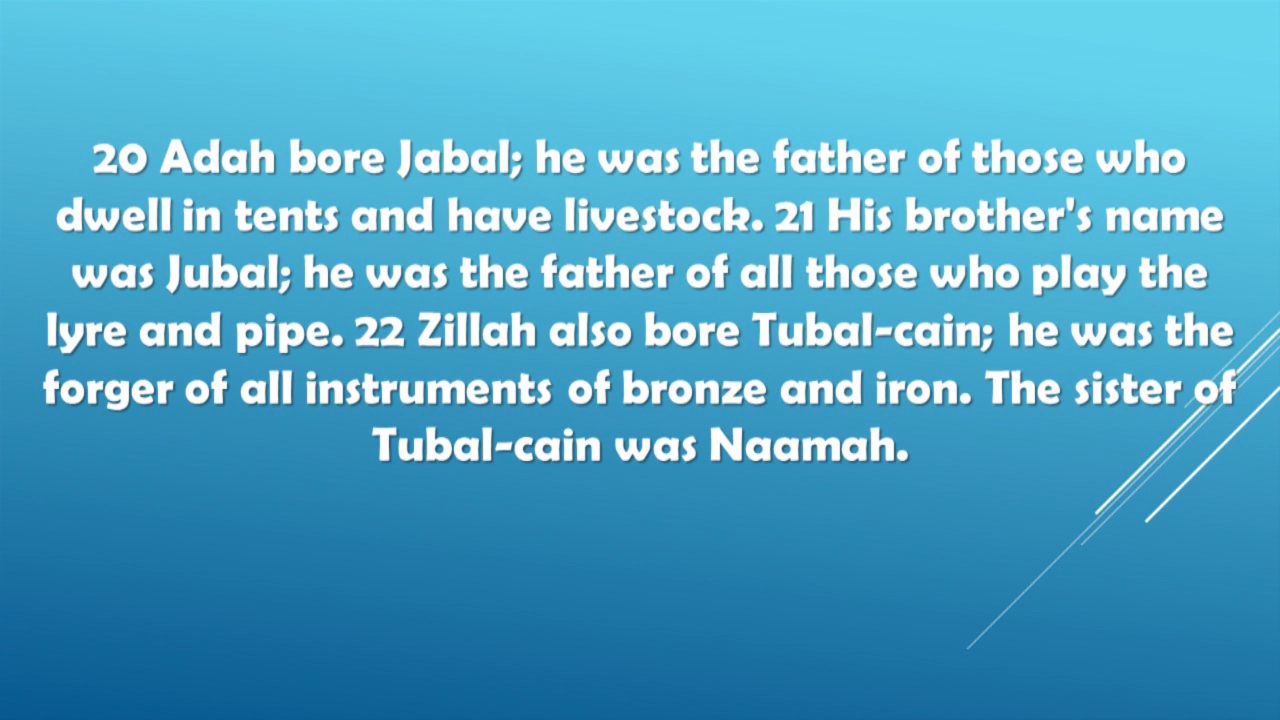 20 Adah bore Jabal; he was the father of those who
dwell in tents and have livestock. 21 His brother's name
was Jubal; he was the father of all those who play the
lyre and pipe. 22 Zillah also bore Tubal-cain; he was the
forger of all instruments of bronze and iron. The sister of
Tubal-cain was Naamah.